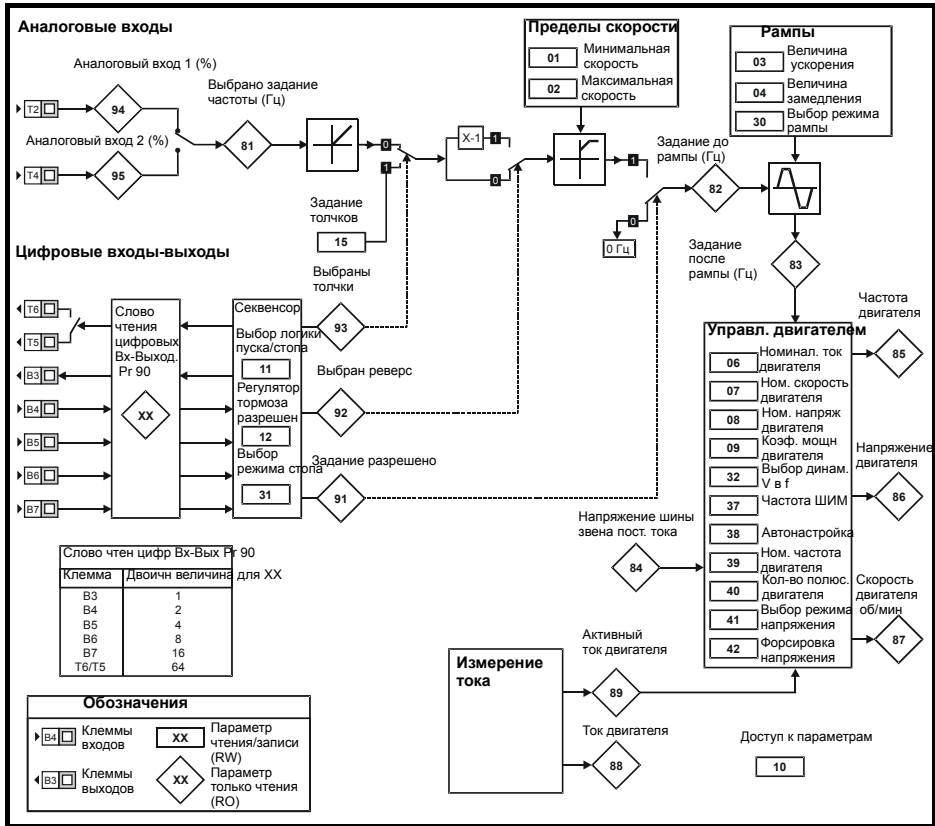 Аналоговые входы
Аналоговый вход 1 (%)
T2
94
Аналоговый вход 2 (%)
T4
95
Выбрано задание
частоты (Гц)
81
0
1
Задание
толчков
15
X-1
1
0
Пределы скорости
01
Минимальная
скорость
02
Максимальная
скорость
1
0
0 Гц
Задание до
рампы (Гц)
82
Рампы
03
Величина
ускорения
04
Величина
замедления
30
Выбор режима
рампы
Задание
после
рампы (Гц)
83
Цифровые входы-выходы
T6
T5
B3
B4
B5
B6
B7
Слово
чтения
цифровых
Вх-Выход.
Pr 90
XX
Секвенсор
Выбор логики
пуска/стопа
11
Регулятор
тормоза
разрешен
12
Выбор
режима стопа
31
Выбраны
толчки
93
Выбран реверс
92
Задание разрешено
91
Напряжение шины
звена пост. тока
84
Управл. двигателем
06
Номинал. ток
двигателя
07
Ном. скорость
двигателя
08
Ном. напряж
двигателя
09
Коэф. мощн
двигателя
32
Выбор динам.
V в f
37
Частота ШИМ
38
Автонастройка
39
Ном. частота
двигателя
40
Кол-во полюс.
двигателя
41
Выбор режима
напряжения
42
Форсировка
напряжения
Частота
двигателя
85
Напряжение
двигателя
86
Скорость
двигателя
об/мин
87
Слово чтен цифр Вх-Вых Pr 90
Клемма Двоичн величина для XX
B3 1
B4 2
B5 4
B6 8
B7 16
T6/T5 64
Измерение
тока
Активный
ток двигателя
89
Ток двигателя
88
Доступ к параметрам
10
Обозначения
B4
Клеммы
входов
B3
Клеммы
выходов
XX
Параметр
чтения/записи
(RW)
XX
Параметр
только чтения
(RO)